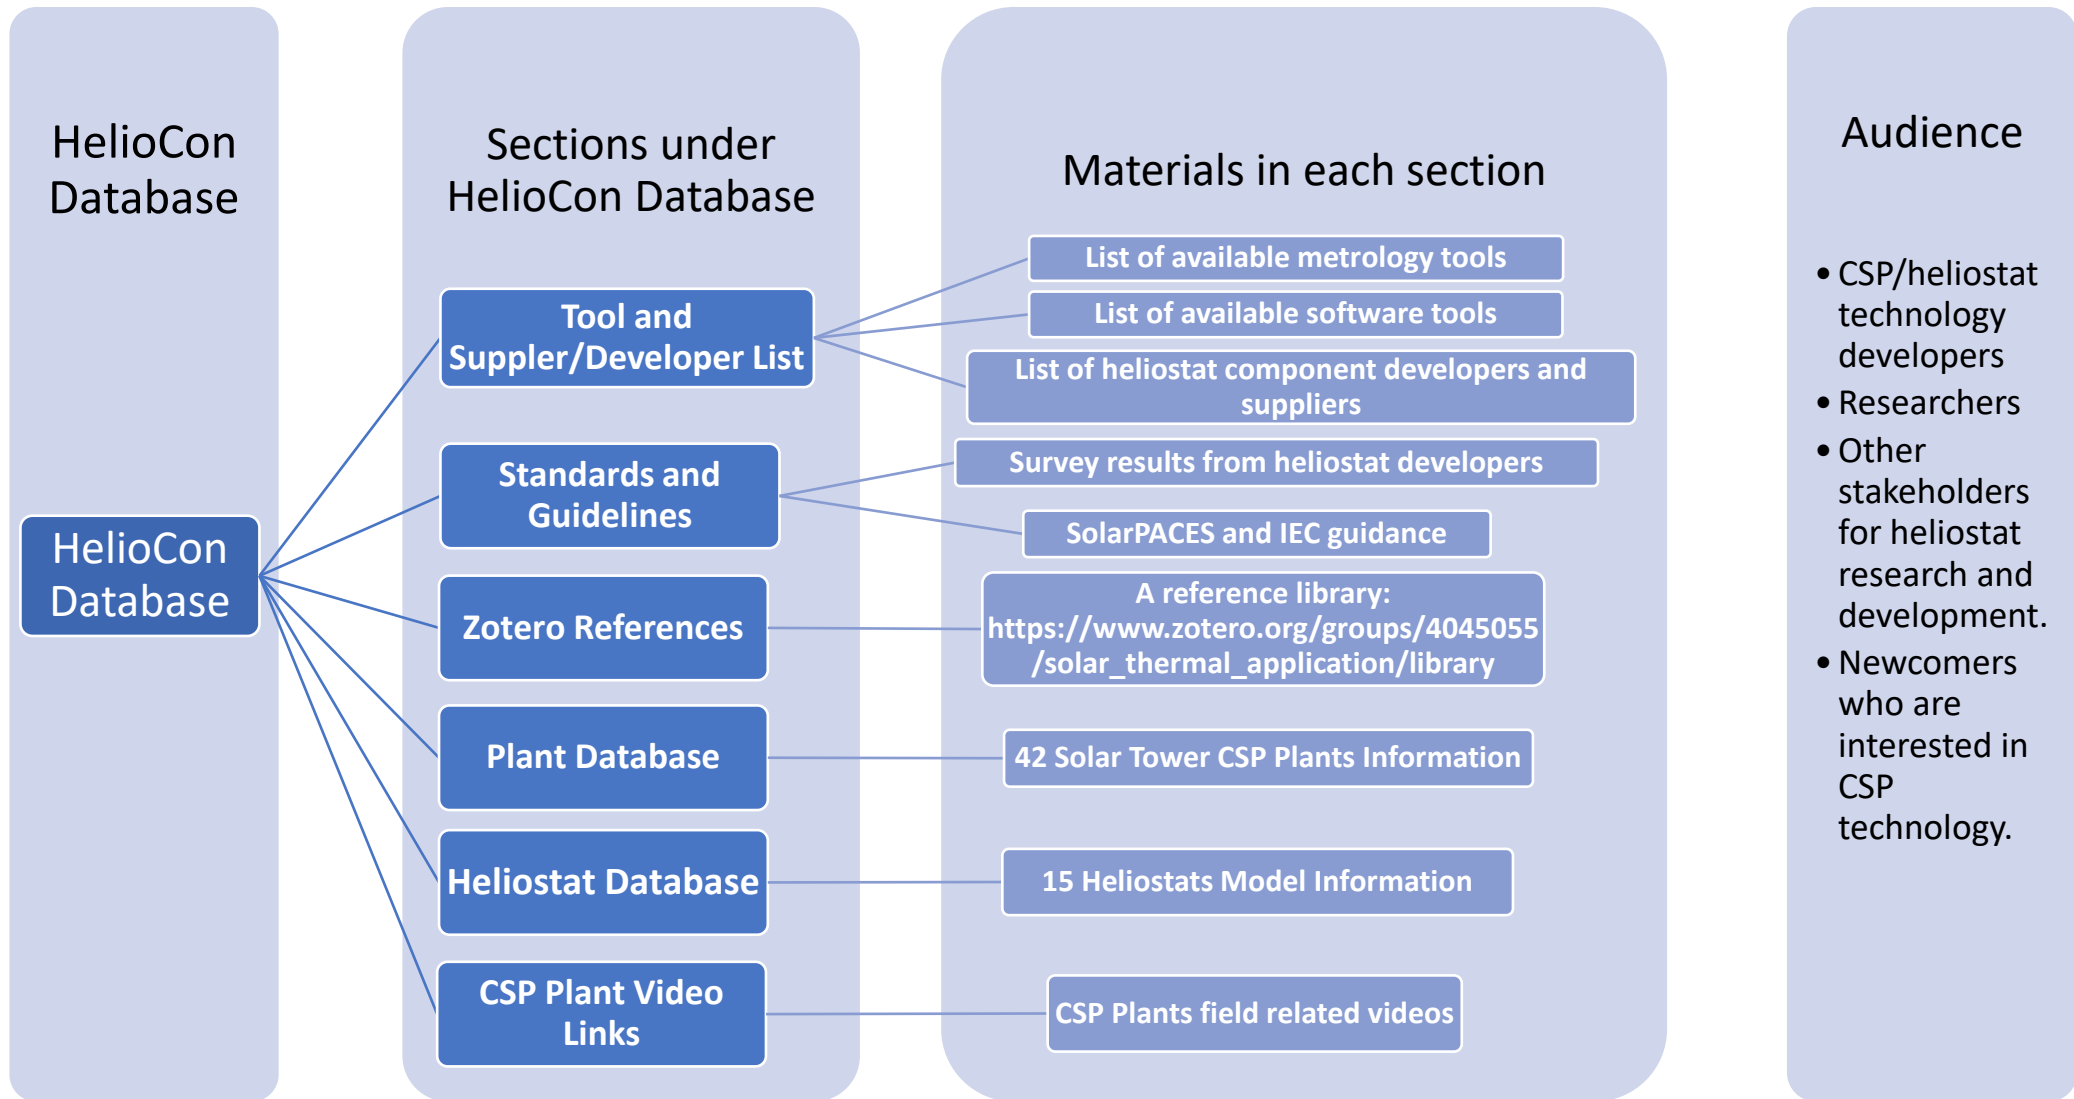 HelioCon
Database
HelioCon
Database
Sections under
HelioCon Database
Tool and
Suppler/Developer List
Standards and
Guidelines
Zotero References
Plant Database
Heliostat Database
CSP Plant Video
Links
Materials in each section
List of available metrology tools
List of available software tools
List of heliostat component developers and
suppliers
Survey results from heliostat developers
SolarPACES and IEC guidance
A reference library:
https://www.zotero.org/groups/4045055
/solar_thermal_application/library
42 Solar Tower CSP Plants Information
15 Heliostats Model Information
CSP Plants field related videos
Audience
• CSP/heliostat
technology
developers
• Researchers
• Other
stakeholders
for heliostat
research and
development.
• Newcomers
who are
interested in
CSP
technology.